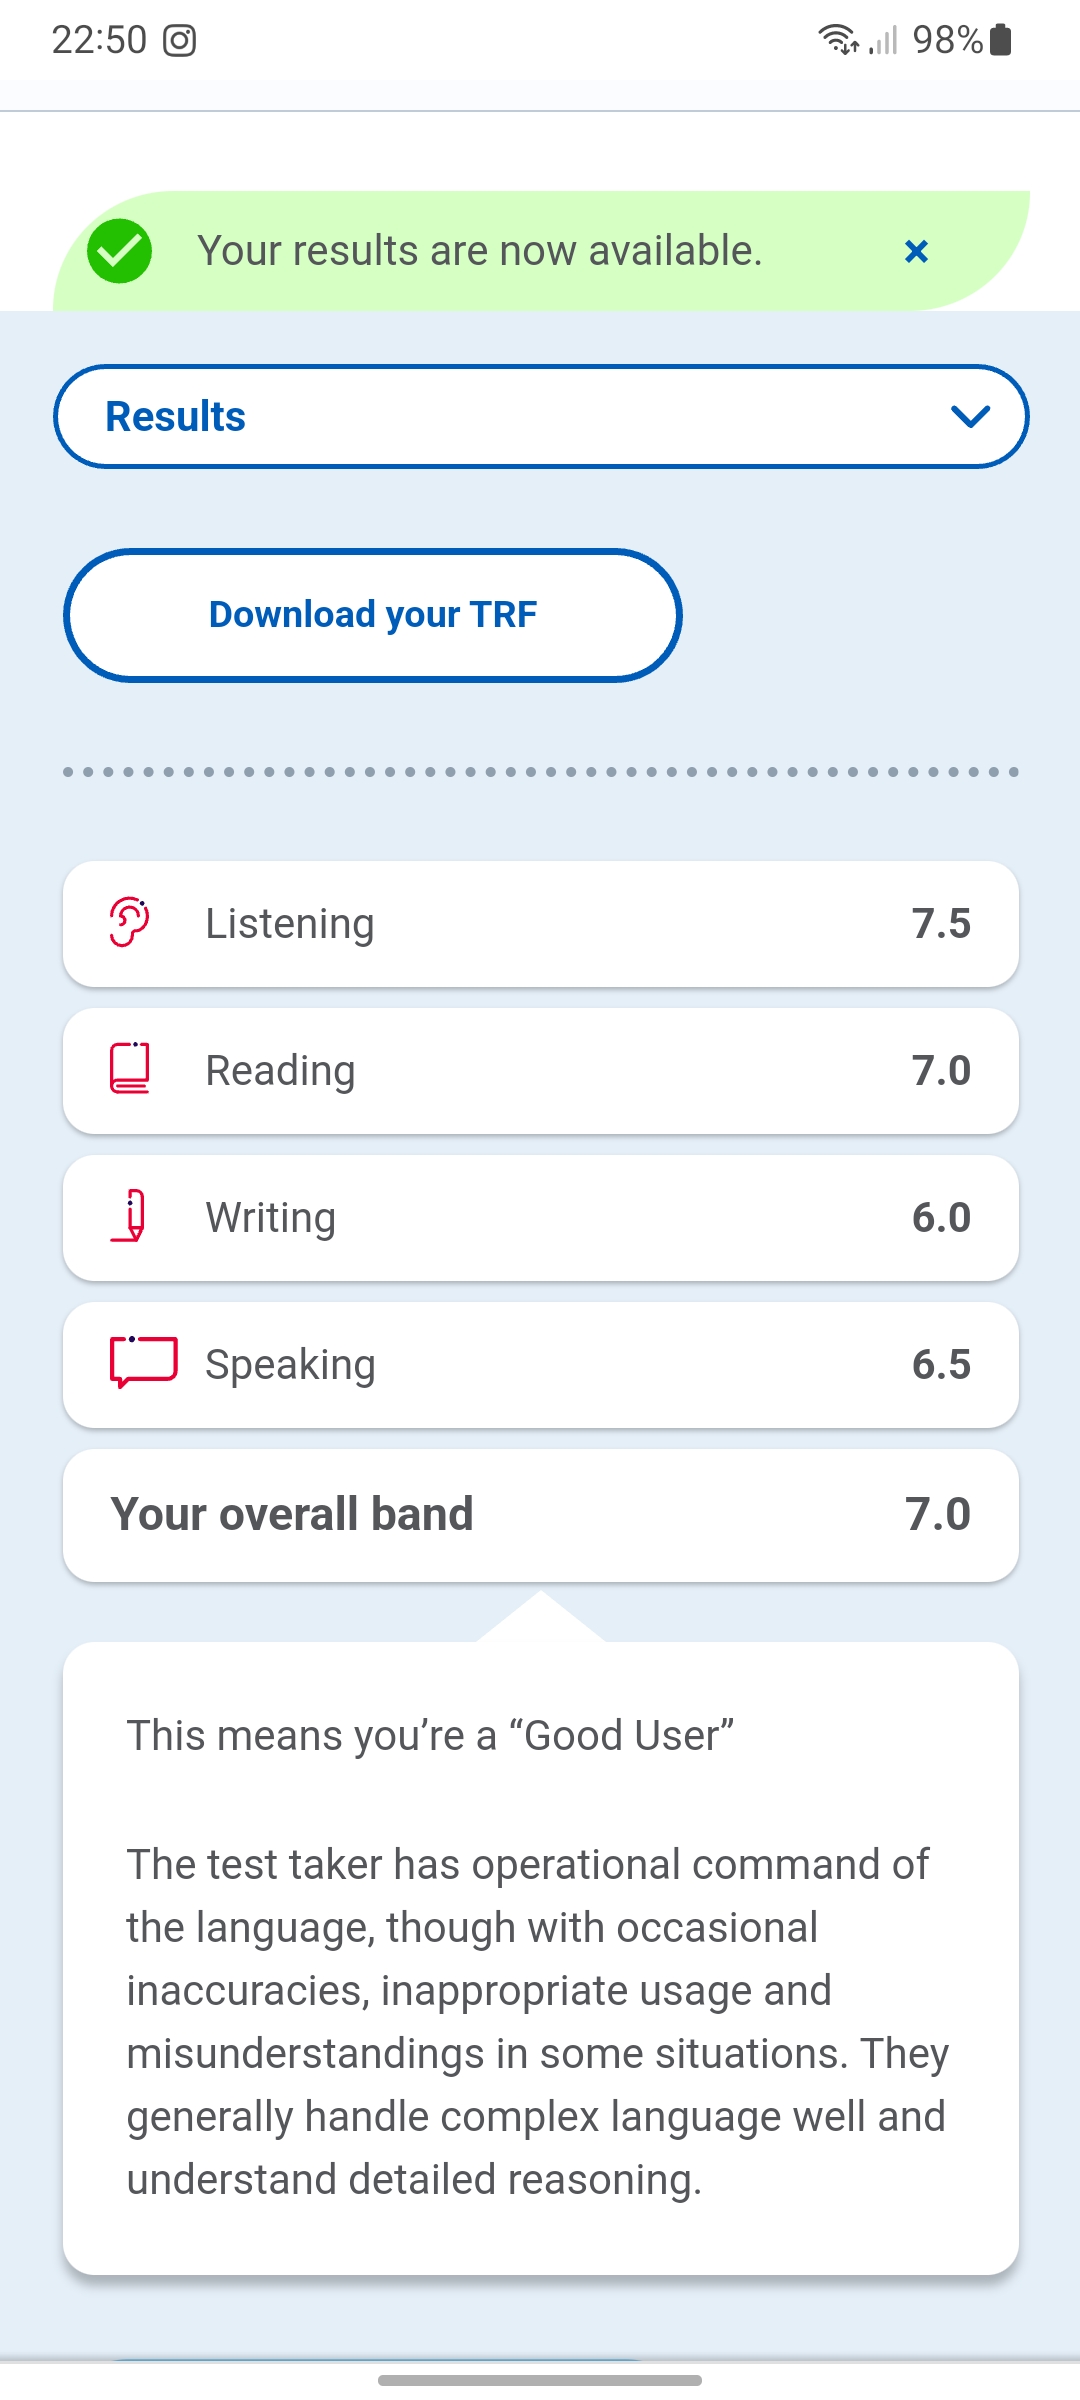 22:50 98%
Your results are now available.
Results
Download your TRF
Listening 7.5
Reading 7.0
Writing 6.0
Speaking 6.5
Your overall band 7.0
This means you’re a “Good User”
The test taker has operational command of
the language, though with occasional
inaccuracies, inappropriate usage and
misunderstandings in some situations. They
generally handle complex language well and
understand detailed reasoning.